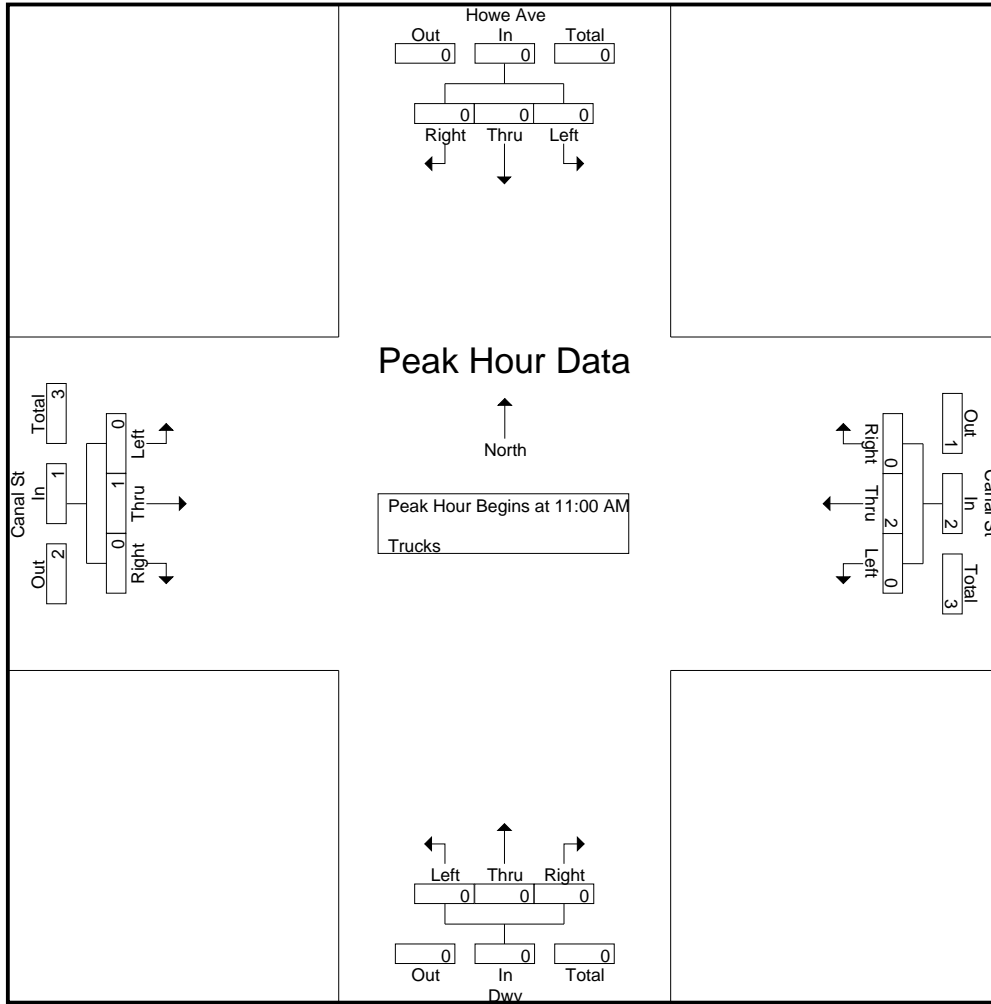 Howe Ave
Out In Total
0 0 0
0 0 0
Right Thru Left
Peak Hour Data
North
Peak Hour Begins at 11:00 AM
Trucks
Canal St
Total In Out
3 1 2
0 1 0
Left Thru Right
Right Thru Left
0 2 0
Out In Total
1 2 3
Canal St
Left Thru Right
0 0 0
0 0 0
Out In Total
Dwy